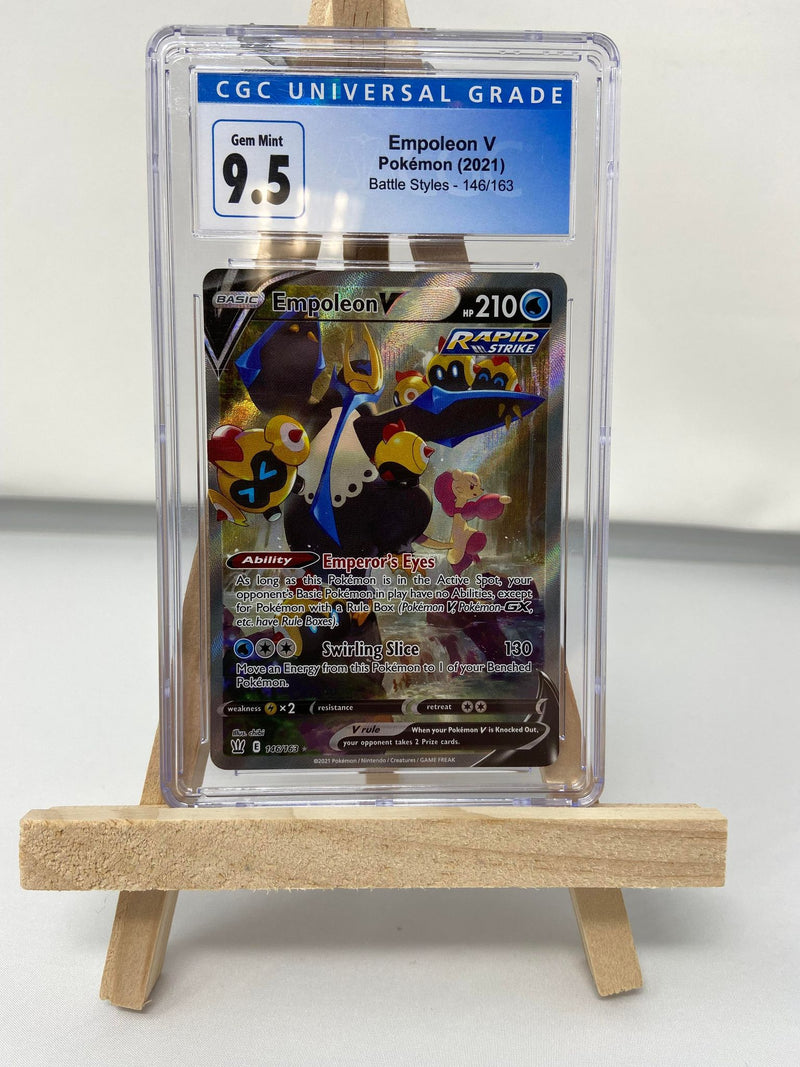 CGC UNIVERSAL GRADE
Gem Mint
9.5
Empoleon V
Pokémon (2021)
Battle Styles - 146/163
BASIC
Empoleon V
HP 210
RAPID
STRIKE
Ability Emperor's Eyes
As long as this Pokémon is in the Active Spot, your
opponent's Basic Pokémon in play have no Abilities, except
for Pokémon with a Rule Box (Pokémon V, Pokémon-GX,
etc. have Rule Boxes).
Swirling Slice 130
Move an Energy from this Pokémon to 1 of your Benched
Pokémon.
weakness ×2 resistance retreat
V rule When your Pokémon V is Knocked Out,
your opponent takes 2 Prize cards.
Illus. chibi
E 146/163
©2021 Pokémon / Nintendo / Creatures / GAME FREAK